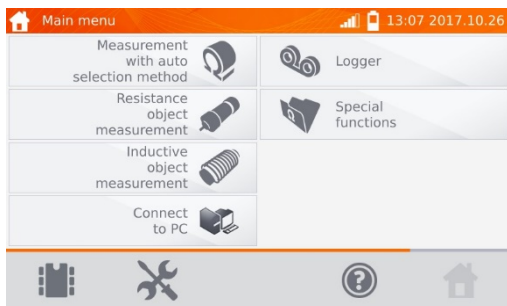 Main menu
13:07 2017.10.26
Measurement
with auto
selection method
Resistance
object
measurement
Inductive
object
measurement
Connect
to PC
Logger
Special
functions